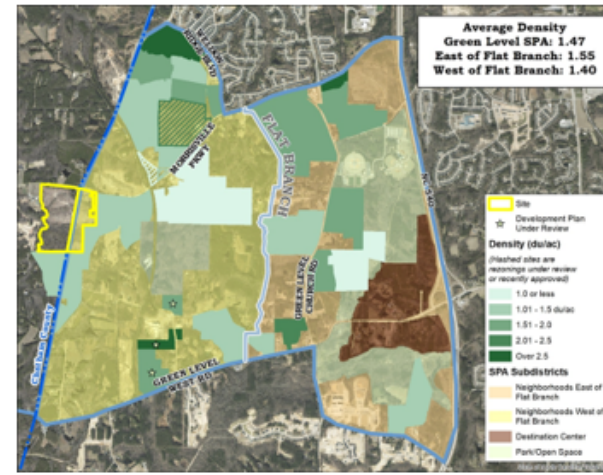 Average Density
Green Level SPA: 1.47
East of Flat Branch: 1.55
West of Flat Branch: 1.40
WELDON
RIDGE BLVD
MORRISVILLE
PKWY
FLAT BRANCH
NC 540
GREEN LEVEL
CHURCH RD
GREEN LEVEL
WEST RD
Chatham County
Site
Development Plan
Under Review
Density (du/ac)
(Hashed sites are
rezonings under review
or recently approved)
1.0 or less
1.01 - 1.5 du/ac
1.51 - 2.0
2.01 - 2.5
Over 2.5
SPA Subdistricts
Neighborhoods East of
Flat Branch
Neighborhoods West of
Flat Branch
Destination Center
Park/Open Space